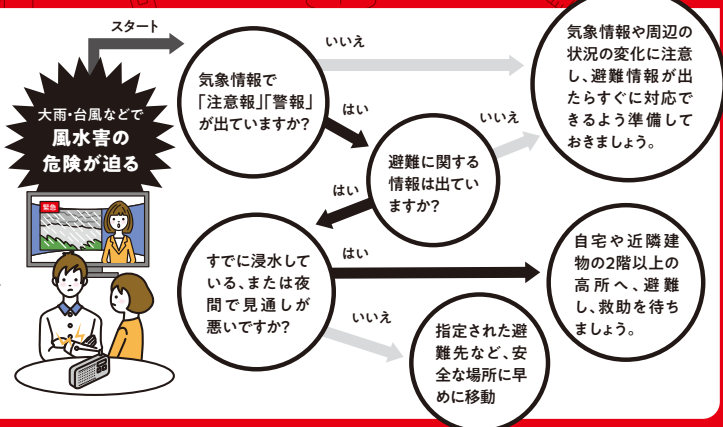 スタート
大雨・台風などで
風水害の
危険が迫る
緊急
気象情報で
「注意報」「警報」
が出ていますか?
いいえ
はい
気象情報や周辺の
状況の変化に注意
し、避難情報が出
たらすぐに対応で
きるよう準備して
おきましょう。
避難に関する
情報は出てい
ますか?
いいえ
はい
すでに浸水して
いる、または夜
間で見通しが
悪いですか?
はい
自宅や近隣建
物の2階以上の
高所へ、避難
し、救助を待ち
ましょう。
いいえ
指定された避
難先など、安
全な場所に早
めに移動